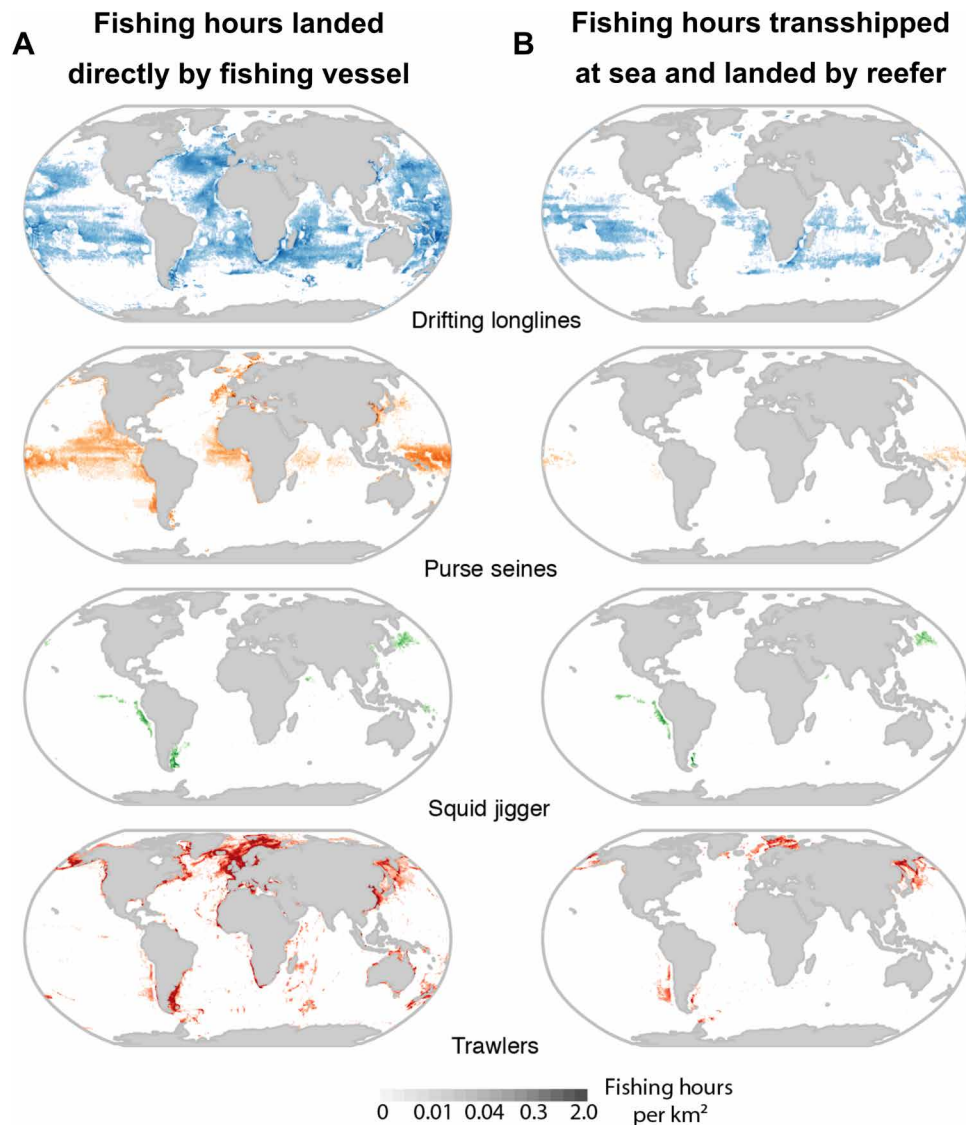 A
Fishing hours landed
directly by fishing vessel
B
Fishing hours transshipped
at sea and landed by reefer
Drifting longlines
Purse seines
Squid jigger
Trawlers
0 0.01 0.04 0.3 2.0
Fishing hours
per km²